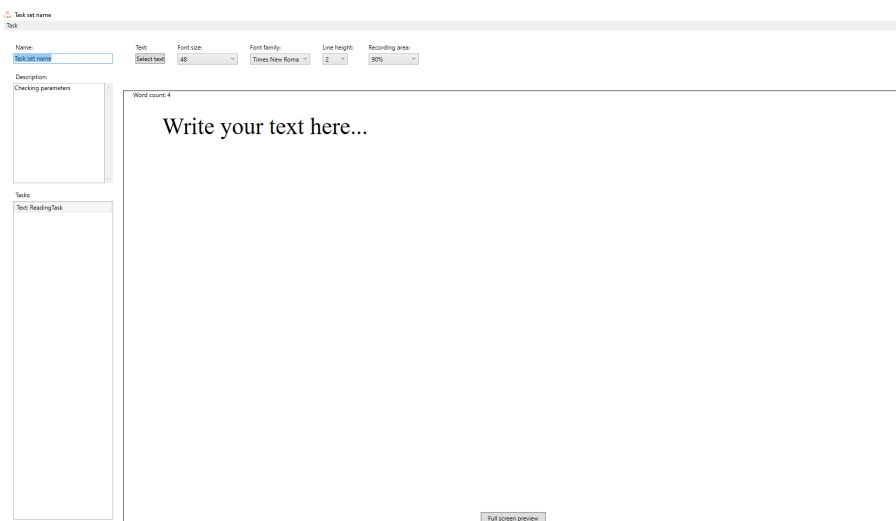 Task set name
Task
Name: Text: Font size: Font family: Line height: Recording area:
Task set name Select text 48 Times New Roma 2 90%
Description:
Checking parameters
Word count: 4
Write your text here...
Tasks:
Text: ReadingTask
Full screen preview